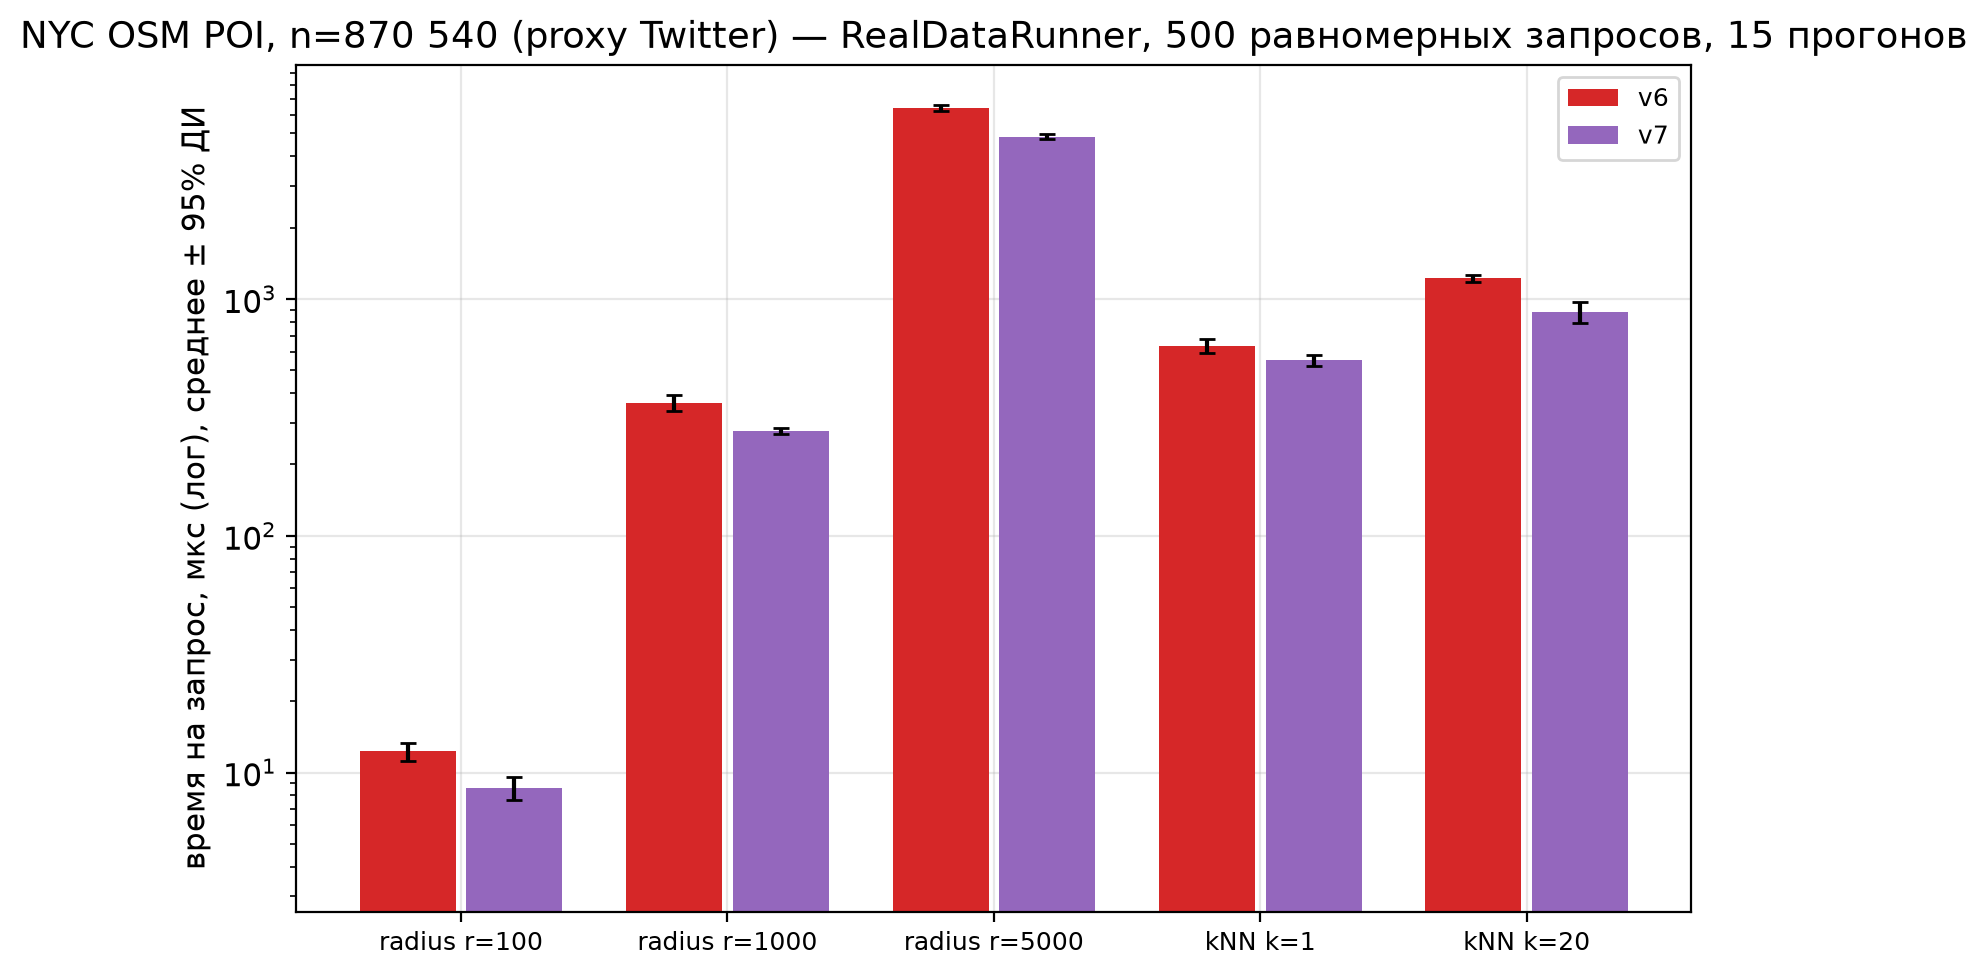 NYC OSM POI, n=870 540 (proxy Twitter) — RealDataRunner, 500 равномерных запросов, 15 прогонов
время на запрос, мкс (лог), среднее ± 95% ДИ
10³
10²
10¹
v6
v7
radius r=100
radius r=1000
radius r=5000
kNN k=1
kNN k=20